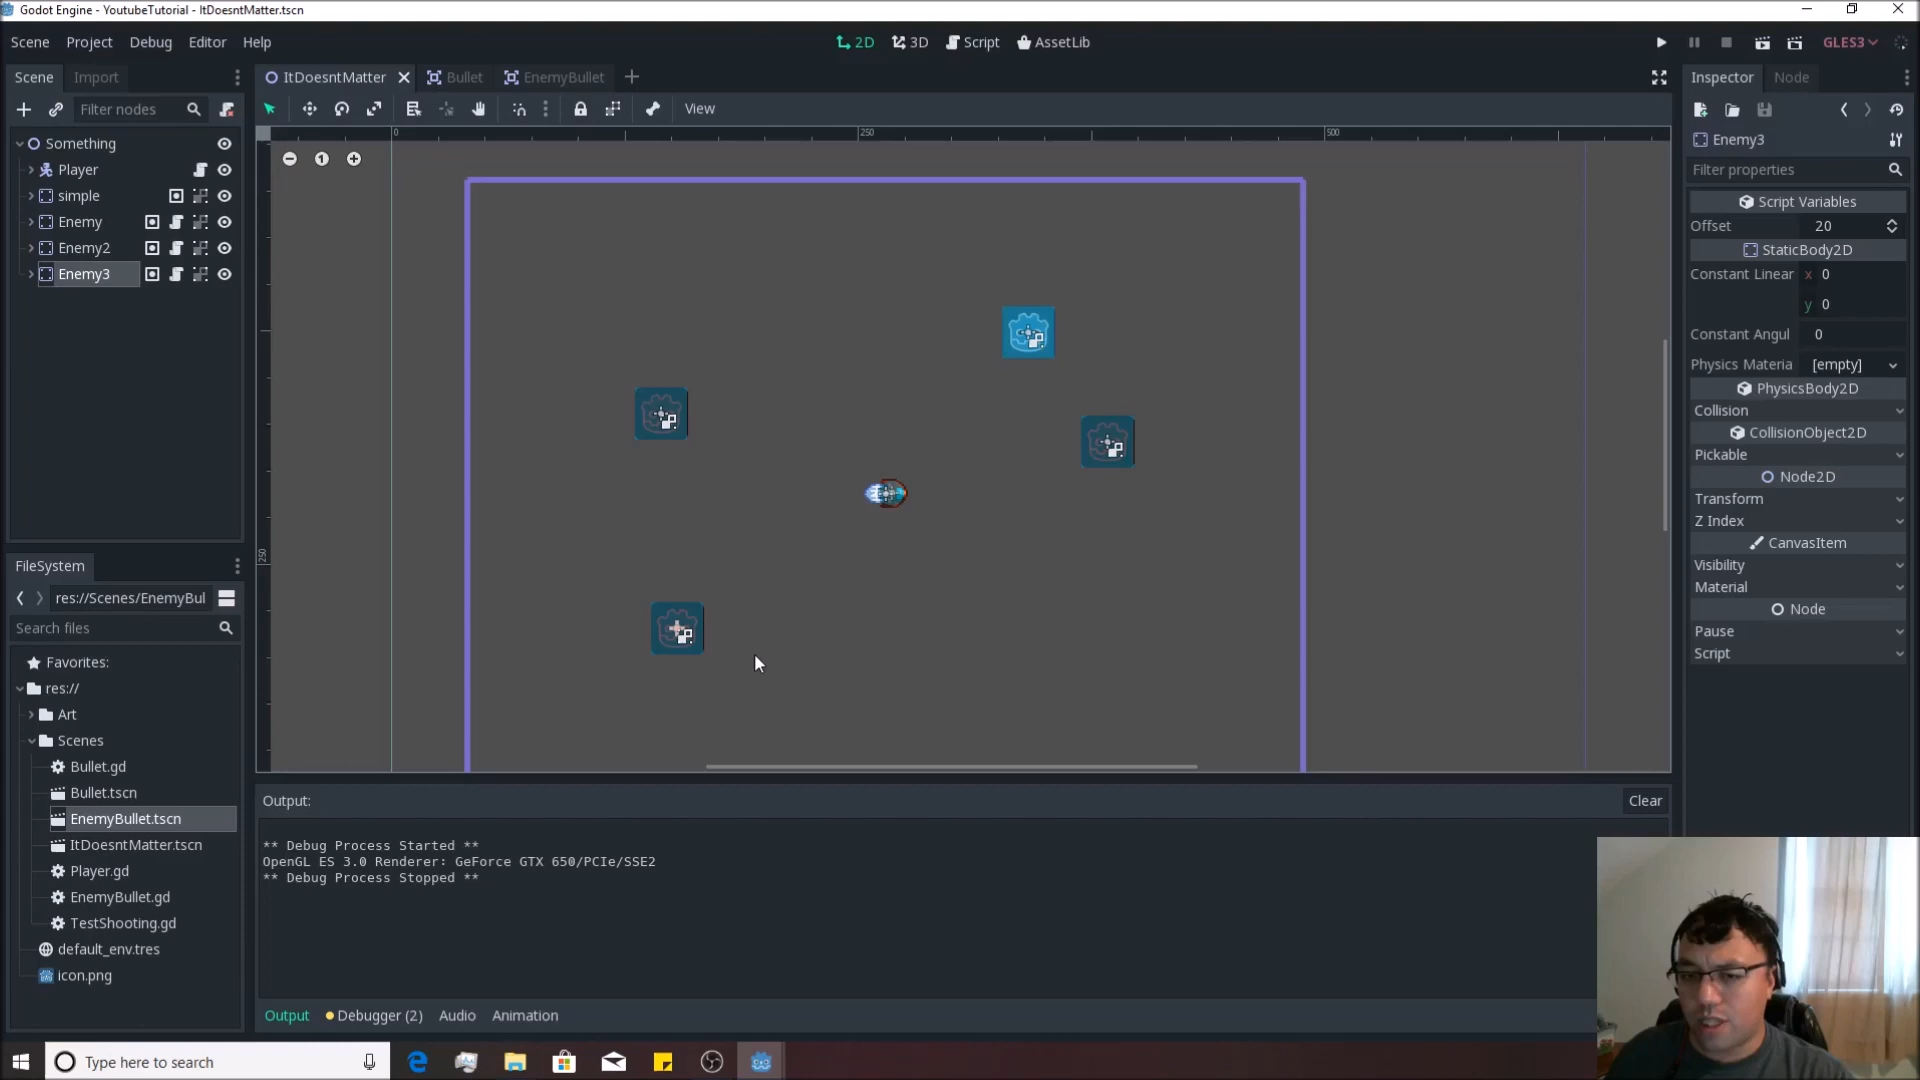 Godot Engine - YoutubeTutorial - ItDoesntMatter.tscn
Scene Project Debug Editor Help
2D 3D Script AssetLib
GLES3
Scene Import
ItDoesntMatter Bullet EnemyBullet
Inspector Node
Filter nodes
View
0 250 500
250
1
Something
Player
simple
Enemy
Enemy2
Enemy3
FileSystem
res://Scenes/EnemyBul
Search files
Favorites:
res://
Art
Scenes
Bullet.gd
Bullet.tscn
EnemyBullet.tscn
ItDoesntMatter.tscn
Player.gd
EnemyBullet.gd
TestShooting.gd
default_env.tres
icon.png
Output:
Clear
** Debug Process Started **
OpenGL ES 3.0 Renderer: GeForce GTX 650/PCIe/SSE2
** Debug Process Stopped **
Output Debugger (2) Audio Animation
Enemy3
Filter properties
Script Variables
Offset 20
StaticBody2D
Constant Linear x 0
y 0
Constant Angul 0
Physics Materia [empty]
PhysicsBody2D
Collision
CollisionObject2D
Pickable
Node2D
Transform
Z Index
CanvasItem
Visibility
Material
Node
Pause
Script
Type here to search